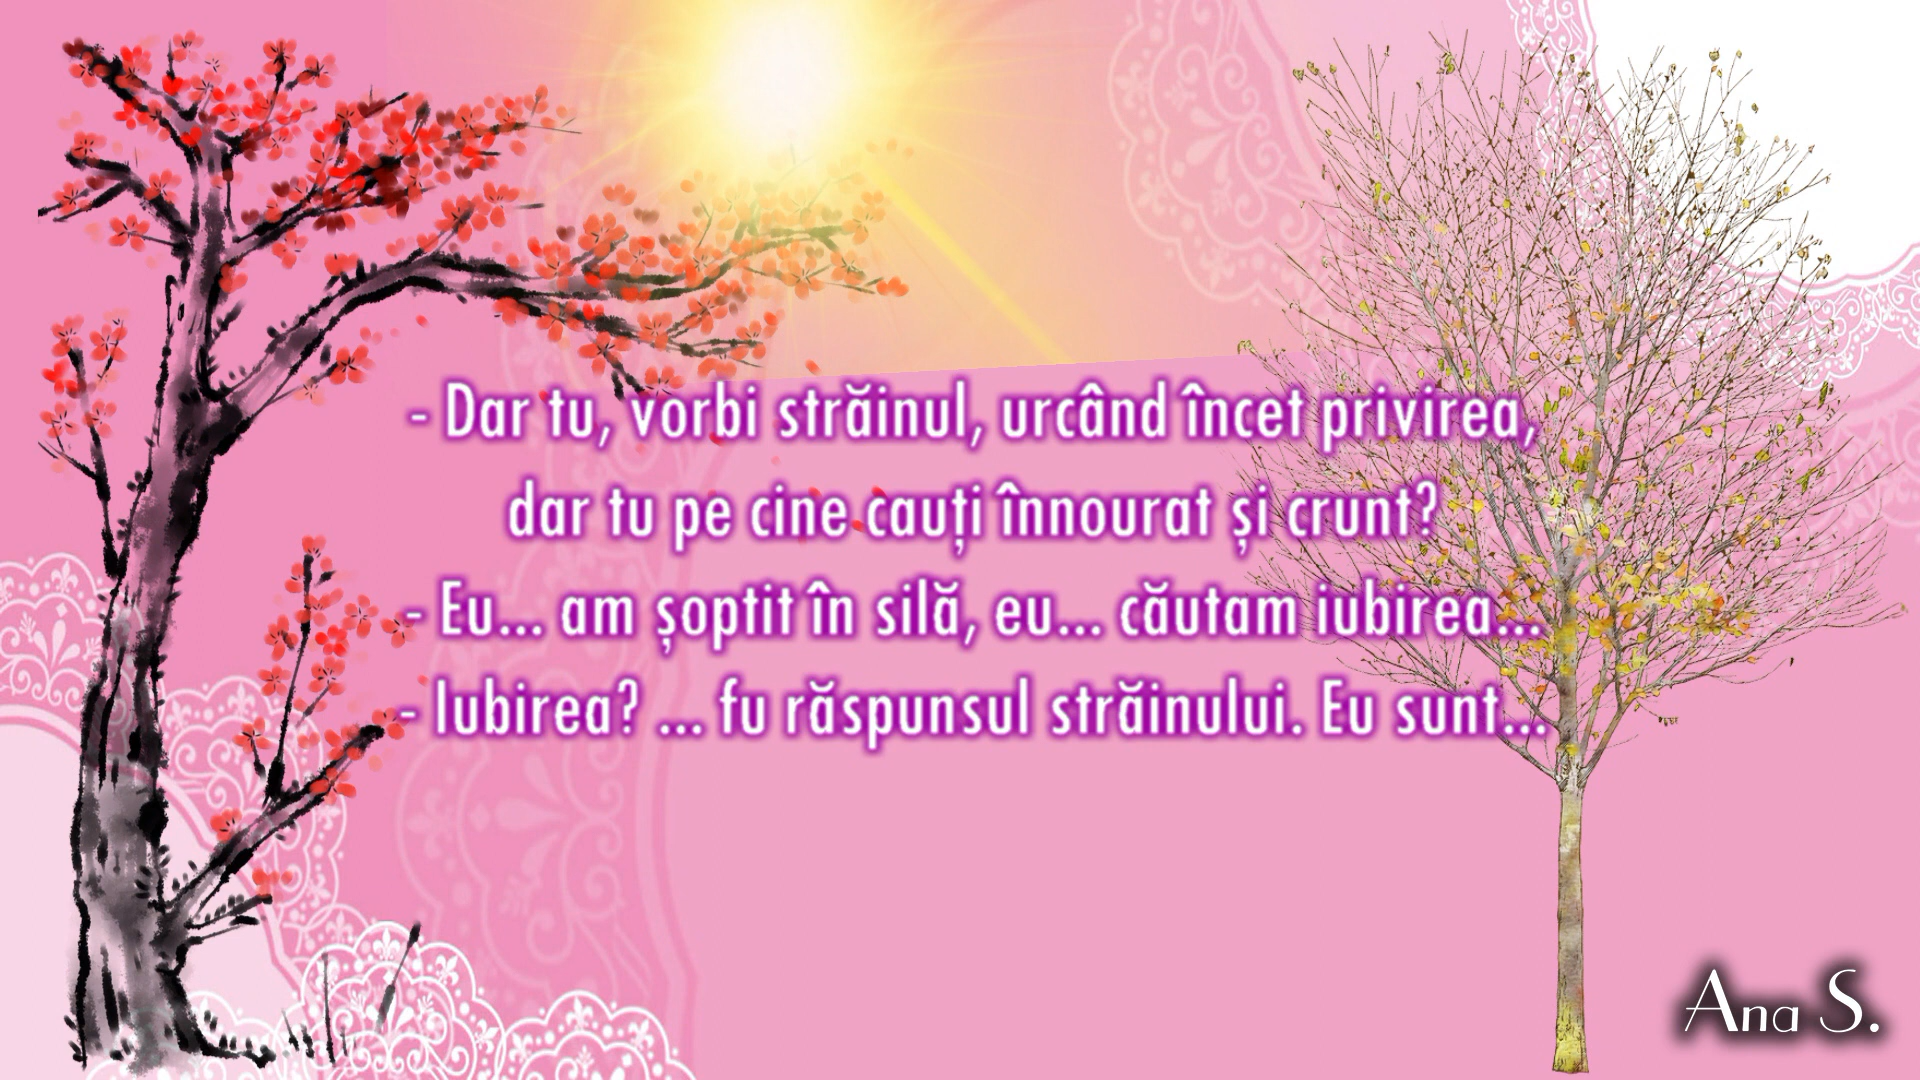 - Dar tu, vorbi străinul, urcând încet privirea,
dar tu pe cine cauți înnourat și crunt?
- Eu... am șoptit în silă, eu... căutam iubirea...
- Iubirea? ... fu răspunsul străinului. Eu sunt...
Ana S.